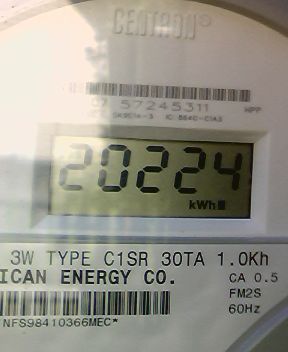 CENTRON®
07 57245311 HPP
20224
kWh
3W TYPE C1SR 30TA 1.0Kh
ICAN ENERGY CO. CA 0.5
FM2S
60Hz
NFS98410366MEC*